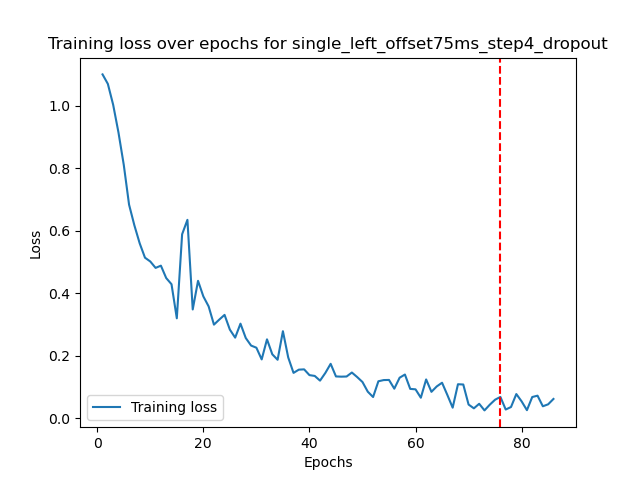 Training loss over epochs for single_left_offset75ms_step4_dropout
Loss
1.0
0.8
0.6
0.4
0.2
0.0
Training loss
0 20 40 60 80
Epochs